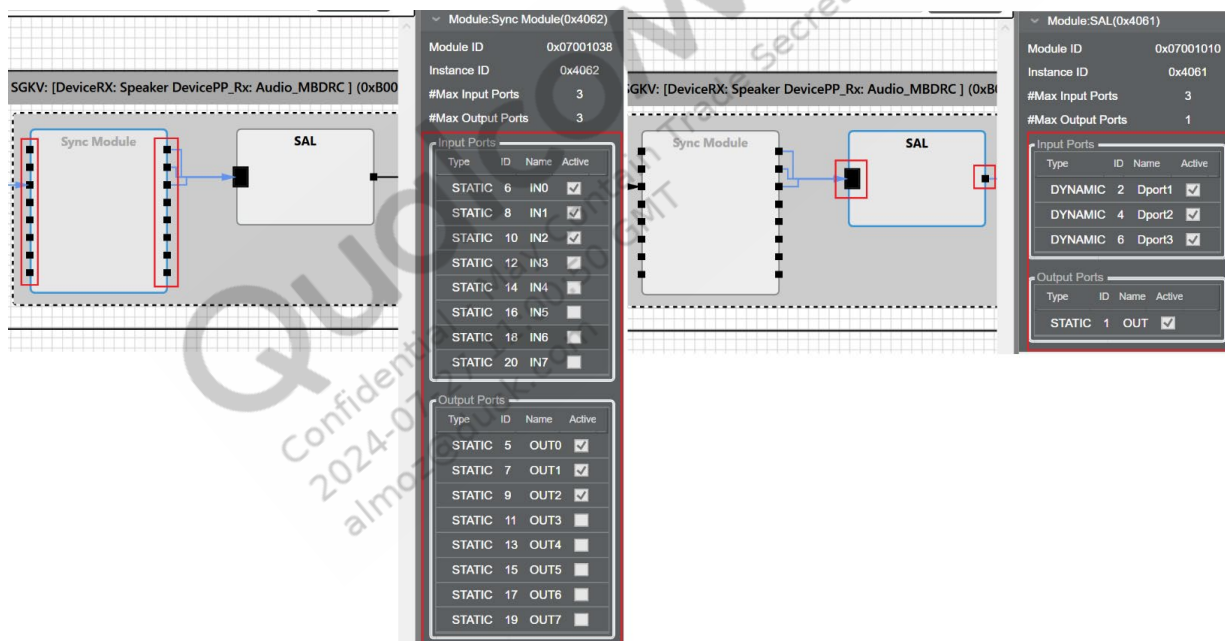 Module:Sync Module(0x4062)
Module ID 0x07001038
Instance ID 0x4062
#Max Input Ports 3
#Max Output Ports 3
SGKV: [DeviceRX: Speaker DevicePP_Rx: Audio_MBDRC ] (0xB00
Sync Module
SAL
Input Ports
Type ID Name Active
STATIC 6 IN0
STATIC 8 IN1
STATIC 10 IN2
STATIC 12 IN3
STATIC 14 IN4
STATIC 16 IN5
STATIC 18 IN6
STATIC 20 IN7
Output Ports
Type ID Name Active
STATIC 5 OUT0
STATIC 7 OUT1
STATIC 9 OUT2
STATIC 11 OUT3
STATIC 13 OUT4
STATIC 15 OUT5
STATIC 17 OUT6
STATIC 19 OUT7
Module:SAL(0x4061)
Module ID 0x07001010
Instance ID 0x4061
#Max Input Ports 3
#Max Output Ports 1
SGKV: [DeviceRX: Speaker DevicePP_Rx: Audio_MBDRC ] (0xB0
Sync Module
SAL
Input Ports
Type ID Name Active
DYNAMIC 2 Dport1
DYNAMIC 4 Dport2
DYNAMIC 6 Dport3
Output Ports
Type ID Name Active
STATIC 1 OUT
Confidential - May Contain Trade Secre